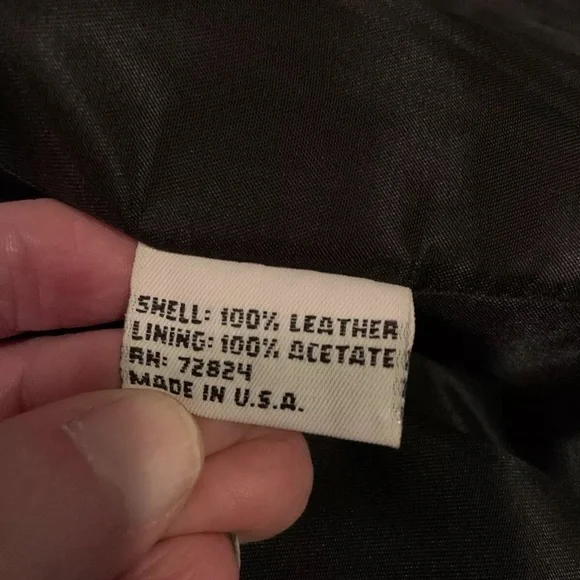 SHELL: 100% LEATHER
LINING: 100% ACETATE
RN: 72824
MADE IN U.S.A.